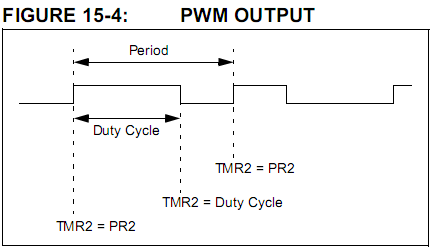 FIGURE 15-4: PWM OUTPUT
Period
Duty Cycle
TMR2 = PR2
TMR2 = Duty Cycle
TMR2 = PR2